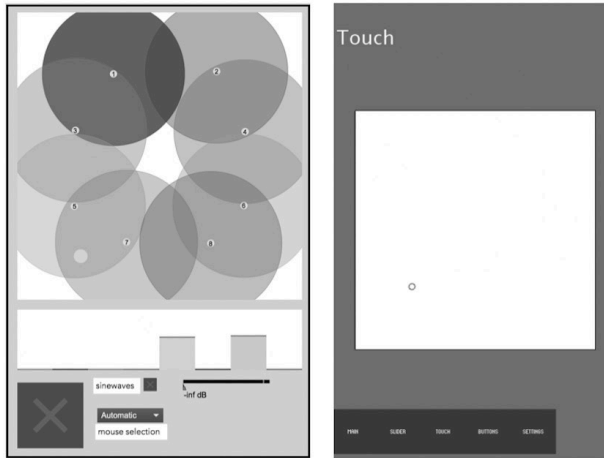 1
2
3
4
5
6
7
8
sinewaves
-inf dB
Automatic
mouse selection
Touch
MAIN SLIDER TOUCH BUTTONS SETTINGS